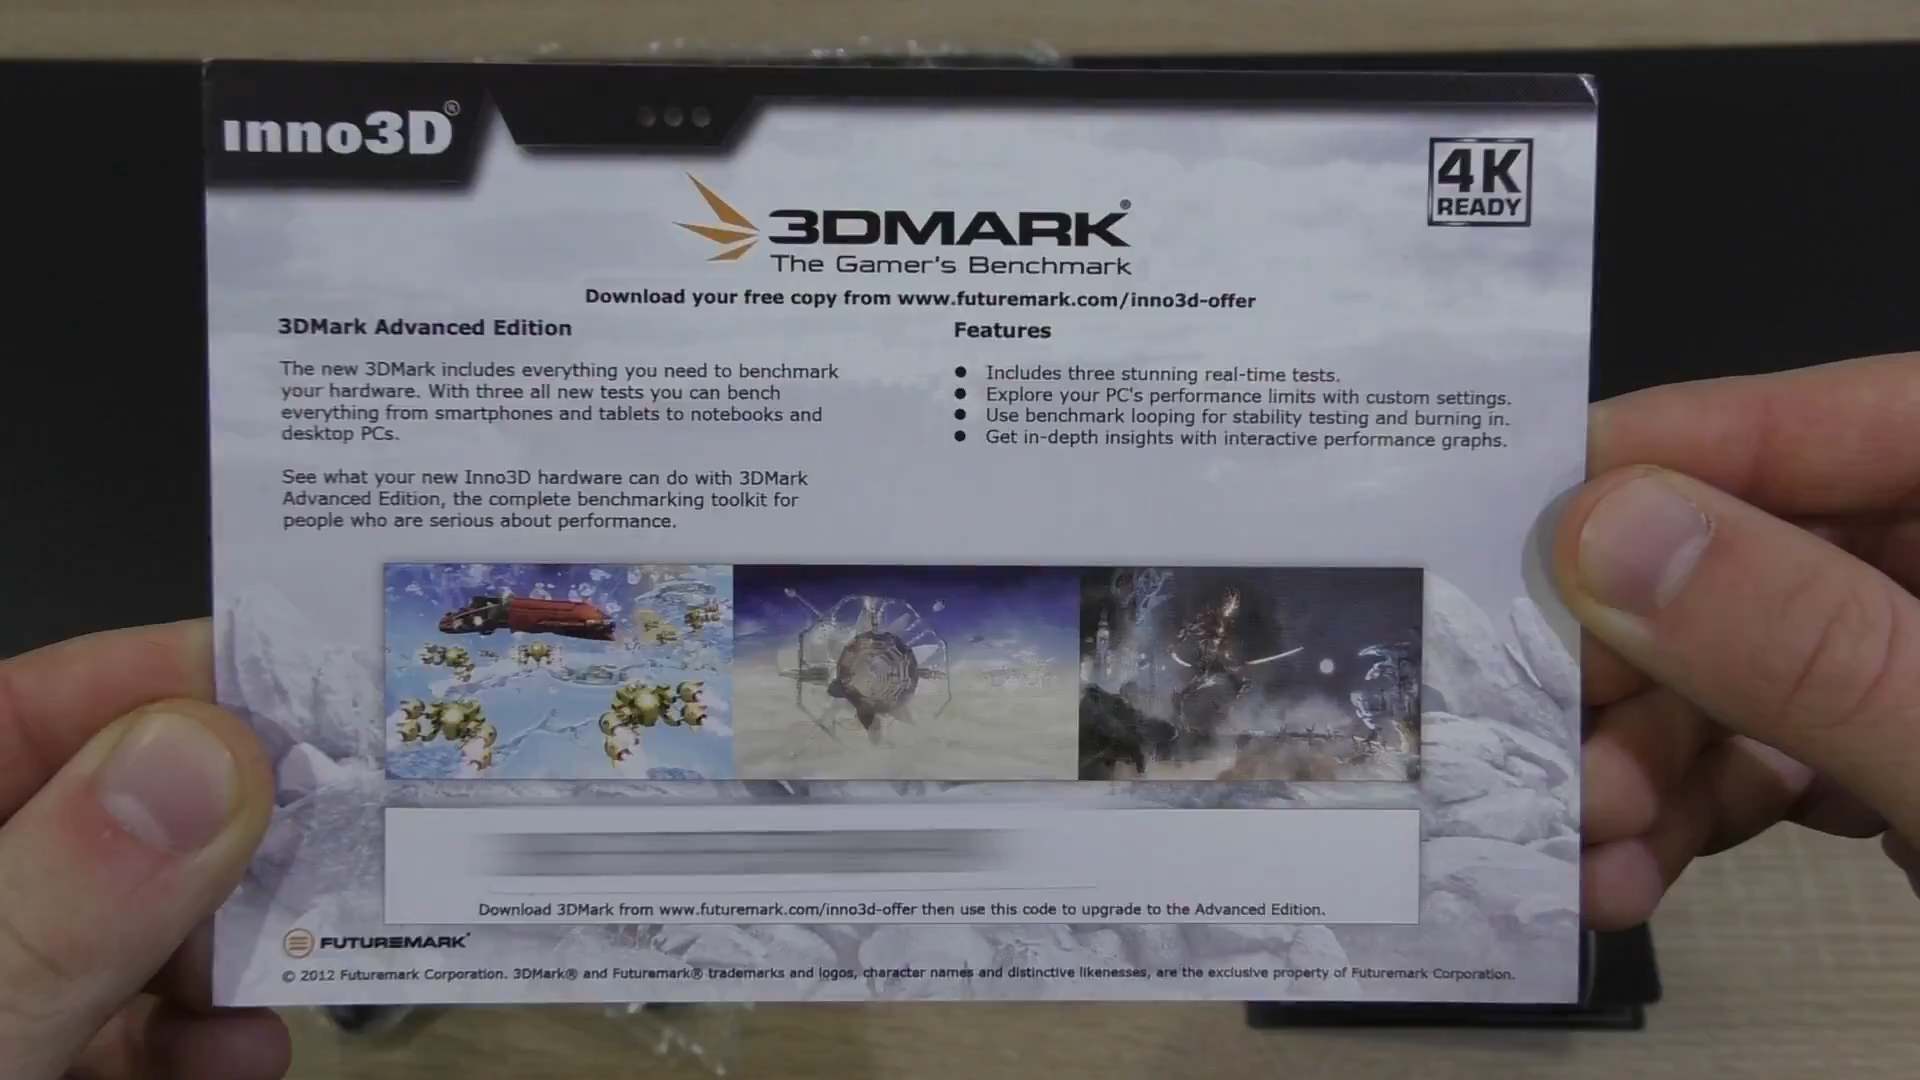 inno3D®
4K
READY
3DMARK®
The Gamer's Benchmark
Download your free copy from www.futuremark.com/inno3d-offer
3DMark Advanced Edition
The new 3DMark includes everything you need to benchmark
your hardware. With three all new tests you can bench
everything from smartphones and tablets to notebooks and
desktop PCs.
See what your new Inno3D hardware can do with 3DMark
Advanced Edition, the complete benchmarking toolkit for
people who are serious about performance.
Features
● Includes three stunning real-time tests.
● Explore your PC's performance limits with custom settings.
● Use benchmark looping for stability testing and burning in.
● Get in-depth insights with interactive performance graphs.
Download 3DMark from www.futuremark.com/inno3d-offer then use this code to upgrade to the Advanced Edition.
FUTUREMARK®
© 2012 Futuremark Corporation. 3DMark® and Futuremark® trademarks and logos, character names and distinctive likenesses, are the exclusive property of Futuremark Corporation.